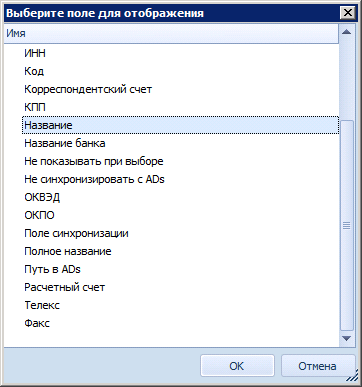 Выберите поле для отображения
Имя
ИНН
Код
Корреспондентский счет
КПП
Название
Название банка
Не показывать при выборе
Не синхронизировать с ADs
ОКВЭД
ОКПО
Поле синхронизации
Полное название
Путь в ADs
Расчетный счет
Телекс
Факс
ОК
Отмена